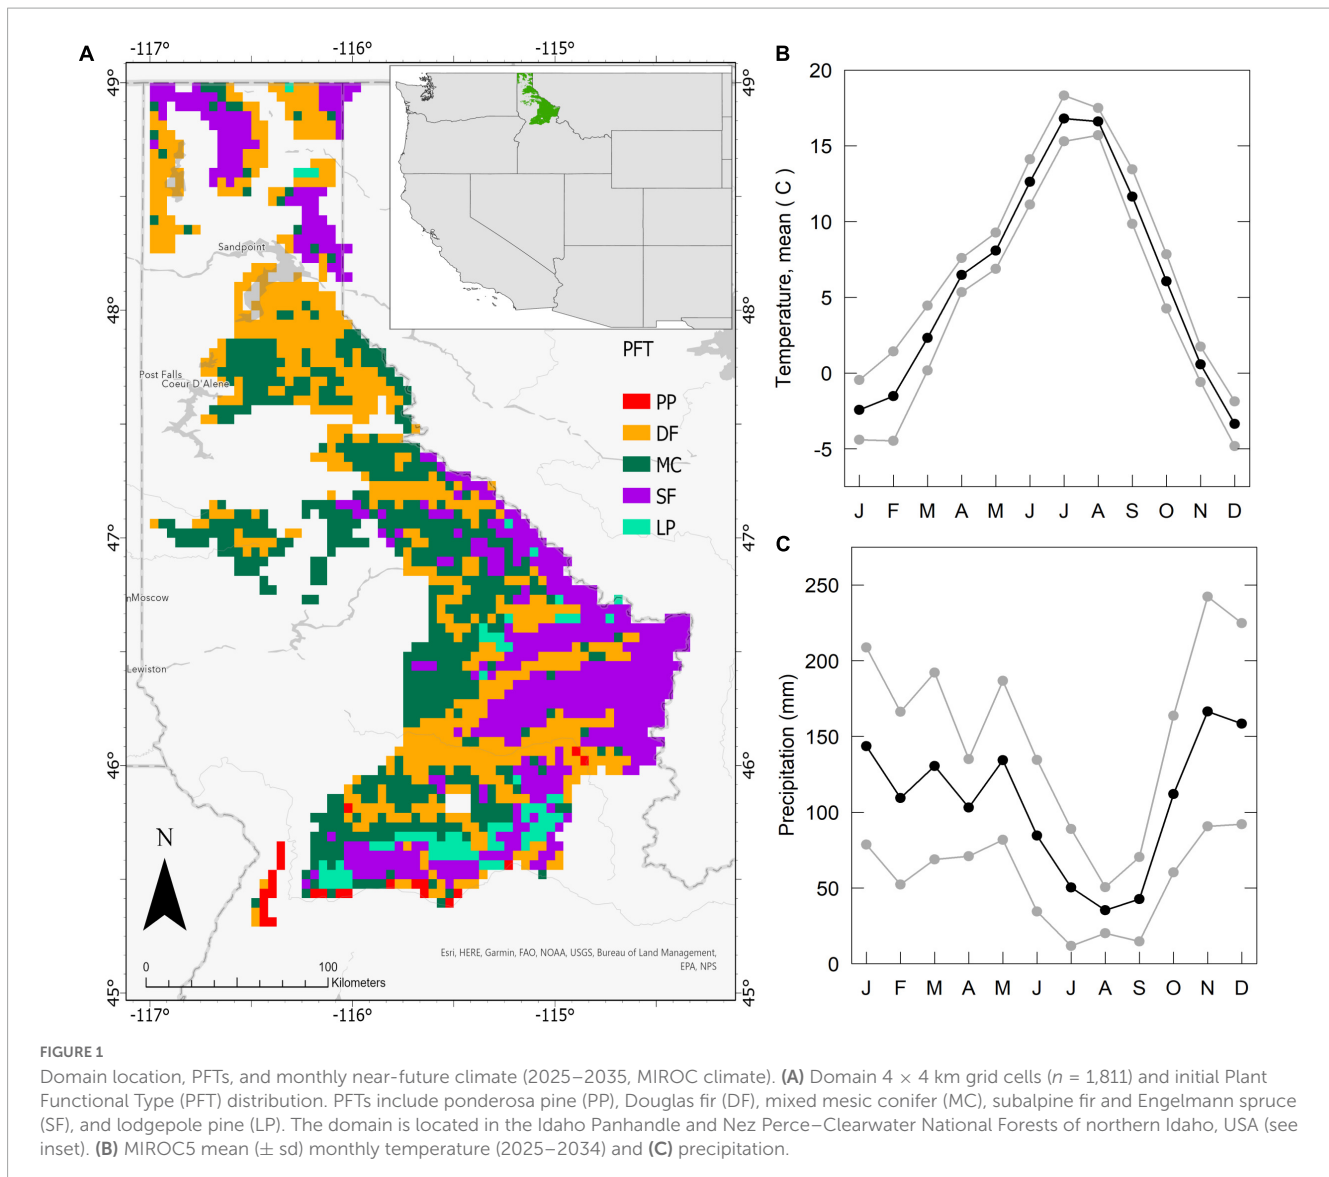 A
-117°
-116°
-115°
49°
49°
48°
48°
47°
47°
46°
46°
45°
45°
Sandpoint
Post Falls
Coeur D'Alene
nMoscow
Lewiston
PFT
PP
DF
MC
SF
LP
N
0
100
Kilometers
Esri, HERE, Garmin, FAO, NOAA, USGS, Bureau of Land Management,
EPA, NPS
-117°
-116°
-115°
B
Temperature, mean ( C)
20
15
10
5
0
-5
J F M A M J J A S O N D
C
Precipitation (mm)
250
200
150
100
50
0
J F M A M J J A S O N D
FIGURE 1
Domain location, PFTs, and monthly near-future climate (2025–2035, MIROC climate). (A) Domain 4 × 4 km grid cells (n = 1,811) and initial Plant
Functional Type (PFT) distribution. PFTs include ponderosa pine (PP), Douglas fir (DF), mixed mesic conifer (MC), subalpine fir and Engelmann spruce
(SF), and lodgepole pine (LP). The domain is located in the Idaho Panhandle and Nez Perce–Clearwater National Forests of northern Idaho, USA (see
inset). (B) MIROC5 mean (± sd) monthly temperature (2025–2034) and (C) precipitation.